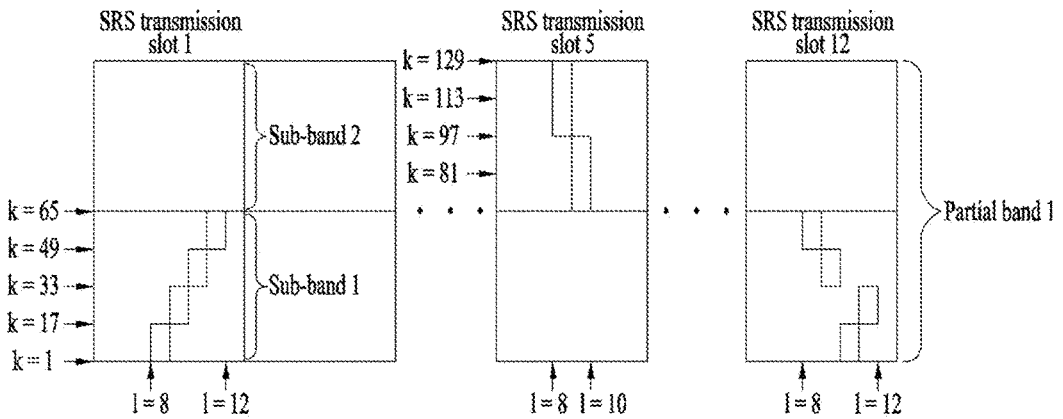 SRS transmission
slot 1
SRS transmission
slot 5
SRS transmission
slot 12
k = 129
k = 113
k = 97
k = 81
Sub-band 2
k = 65
k = 49
k = 33
k = 17
k = 1
Sub-band 1
Partial band 1
l = 8
l = 12
l = 8
l = 10
l = 8
l = 12